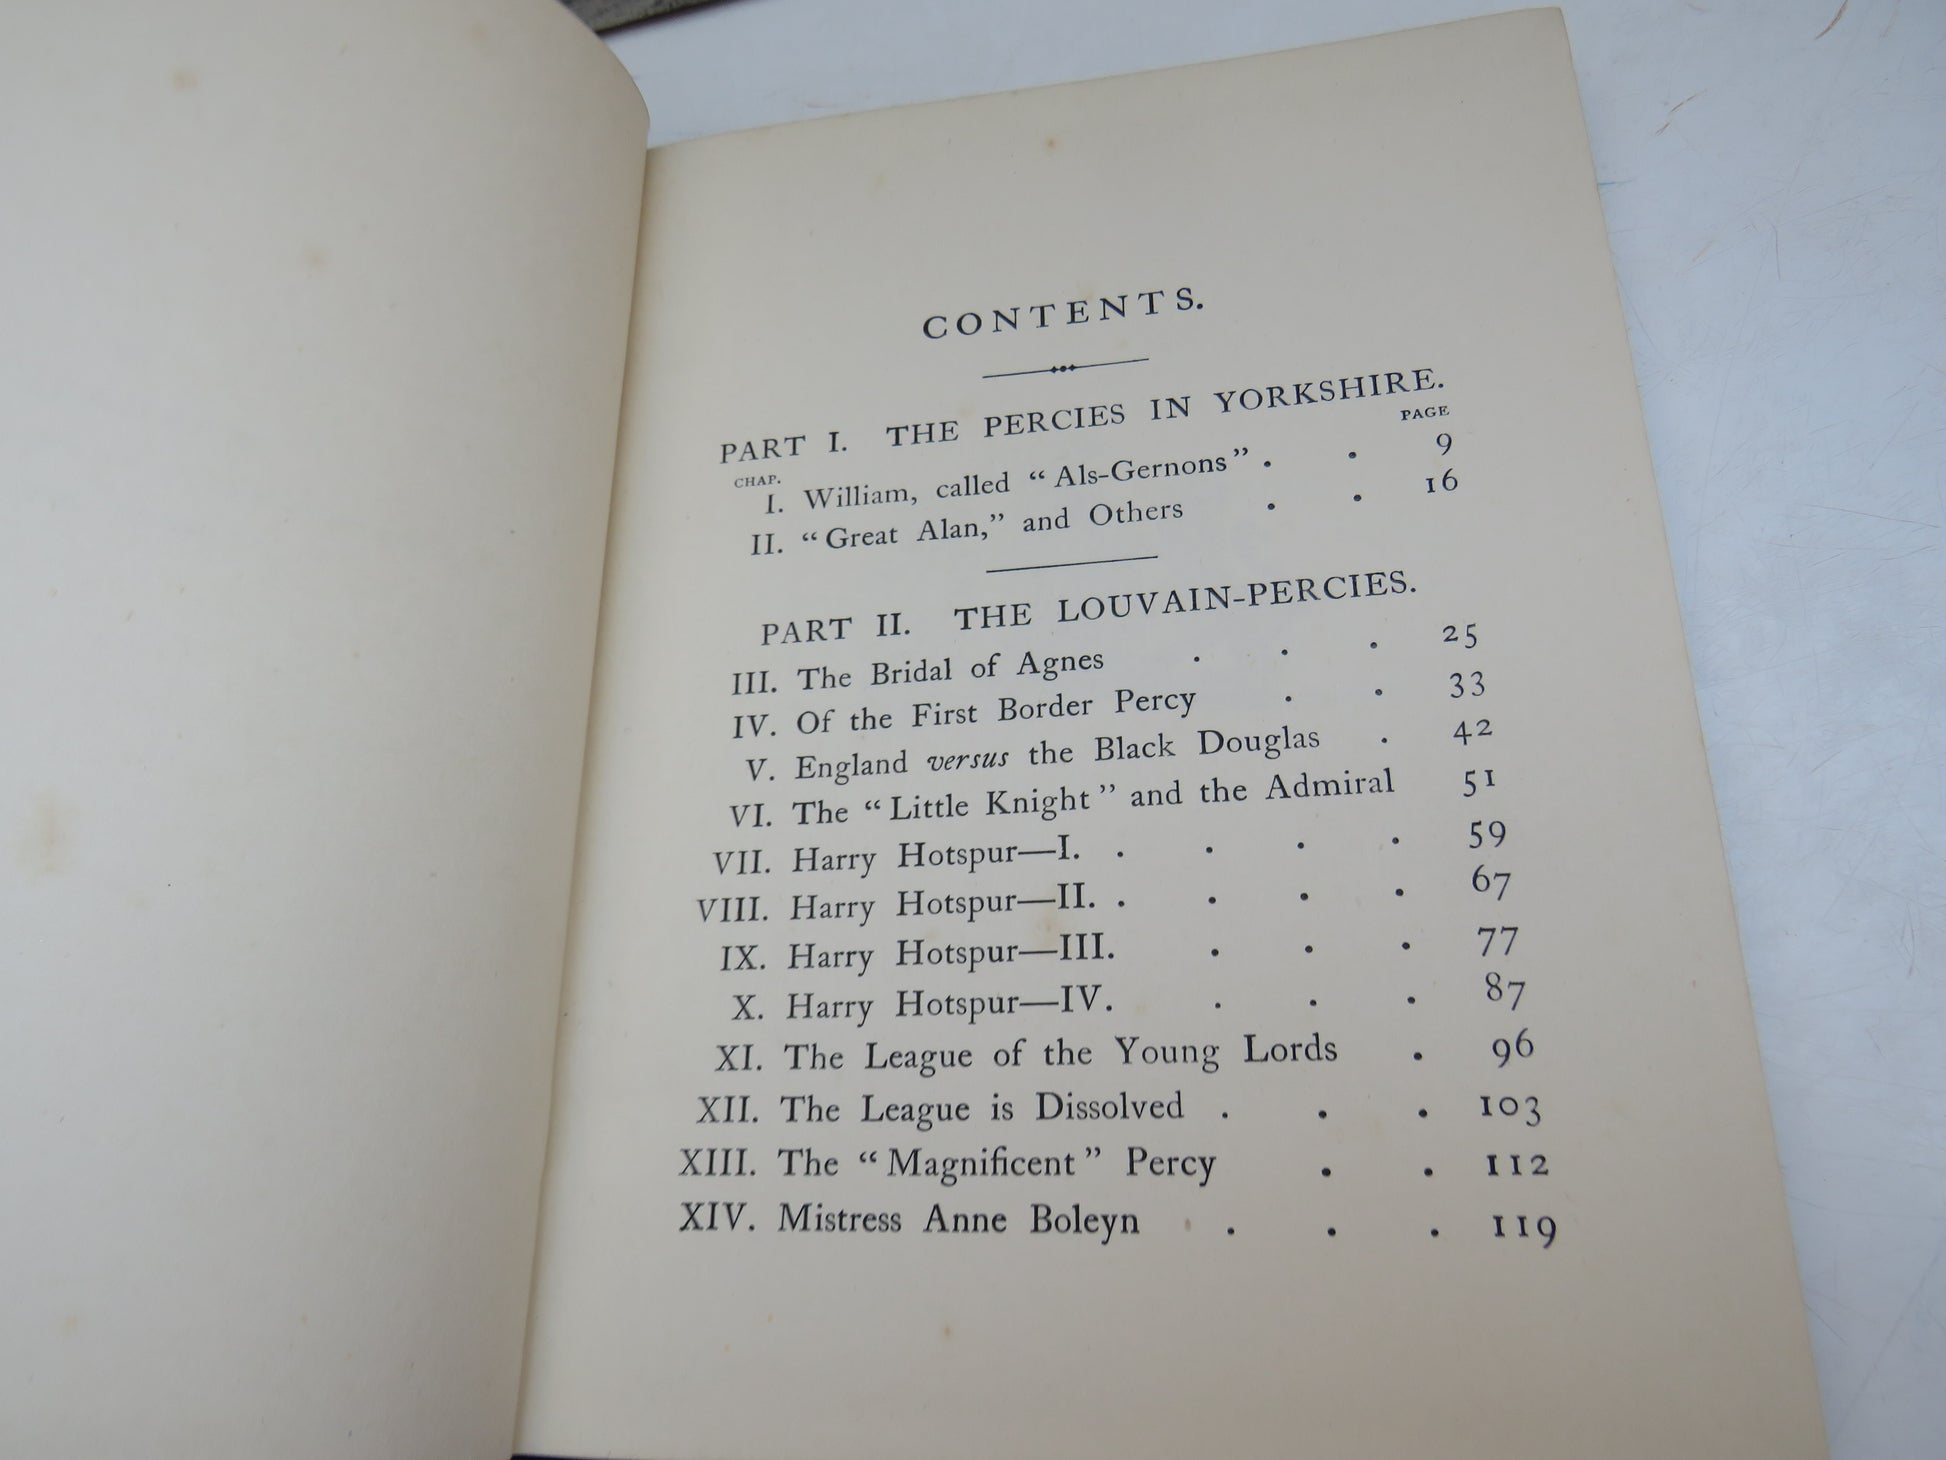 CONTENTS.
PART I. THE PERCIES IN YORKSHIRE.
CHAP. PAGE
I. William, called “Als-Gernons” . . 9
II. “Great Alan,” and Others . . 16
PART II. THE LOUVAIN-PERCIES.
III. The Bridal of Agnes . . . 25
IV. Of the First Border Percy . . 33
V. England versus the Black Douglas . 42
VI. The “Little Knight” and the Admiral 51
VII. Harry Hotspur—I. . . . . 59
VIII. Harry Hotspur—II. . . . . 67
IX. Harry Hotspur—III. . . . 77
X. Harry Hotspur—IV. . . . 87
XI. The League of the Young Lords . 96
XII. The League is Dissolved . . . 103
XIII. The “Magnificent” Percy . . 112
XIV. Mistress Anne Boleyn . . . 119